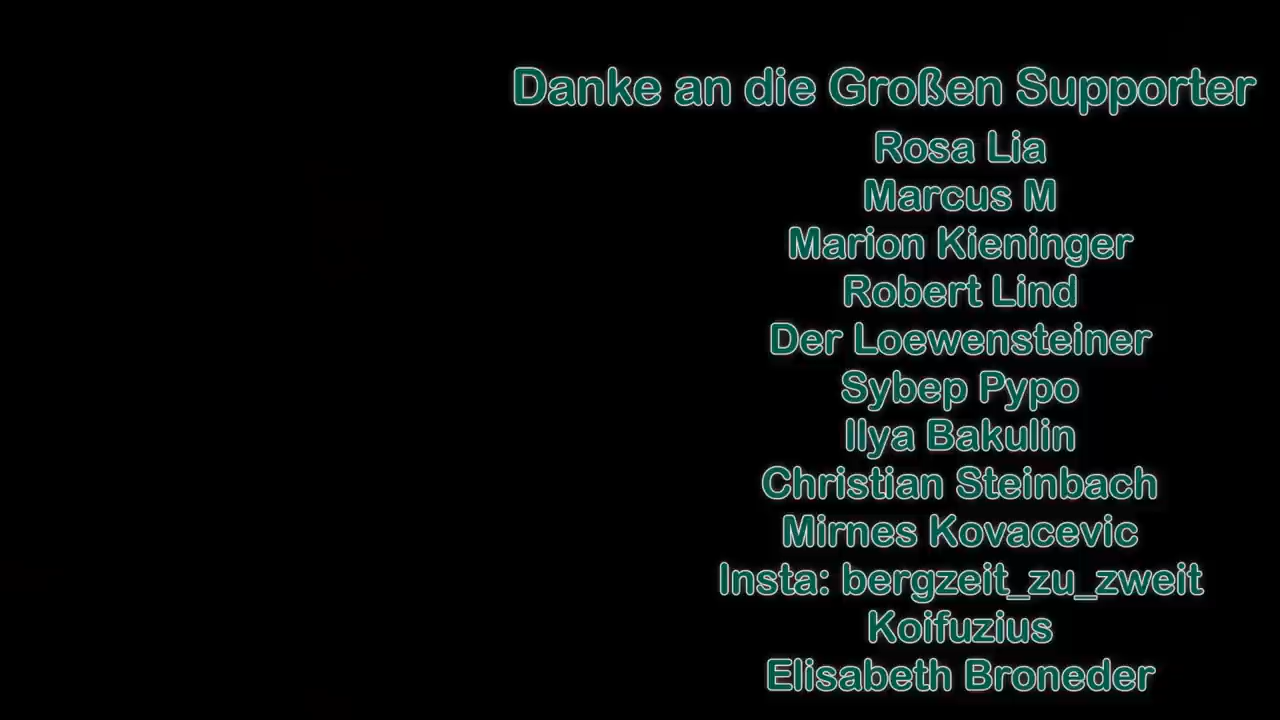 Danke an die Großen Supporter
Rosa Lia
Marcus M
Marion Kieninger
Robert Lind
Der Loewensteiner
Sybep Pypo
Ilya Bakulin
Christian Steinbach
Mirnes Kovacevic
Insta: bergzeit_zu_zweit
Koifuzius
Elisabeth Broneder